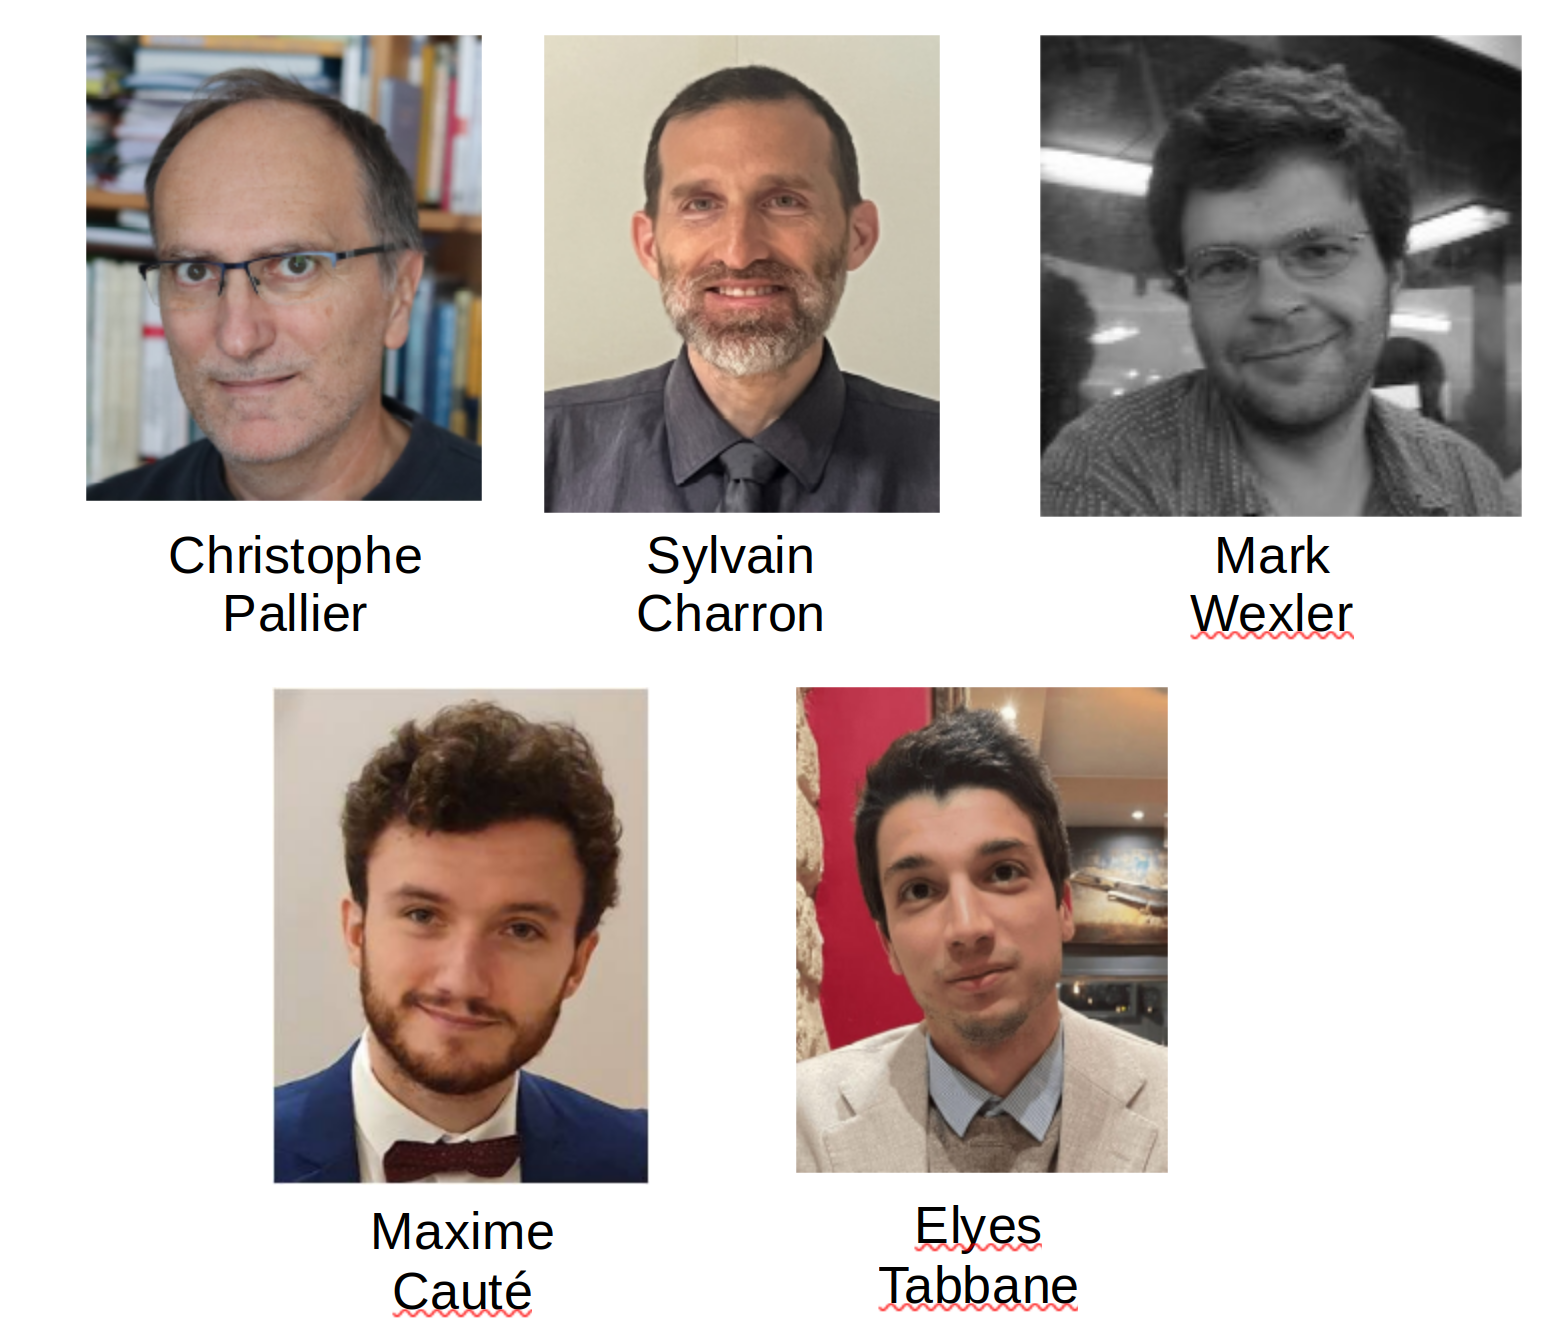 Christophe
Pallier
Sylvain
Charron
Mark
Wexler
Maxime
Cauté
Elyes
Tabbane